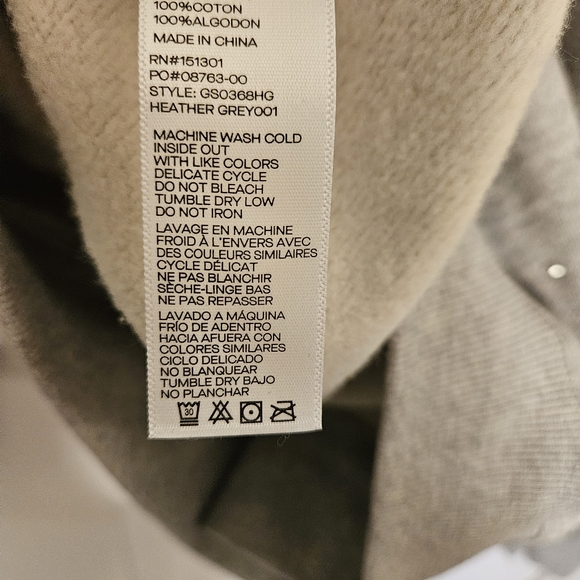 100%COTTON
100%ALGODON
MADE IN CHINA
RN#151301
PO#08763-00
STYLE: GS0368HG
HEATHER GREY001
MACHINE WASH COLD
INSIDE OUT
WITH LIKE COLORS
DELICATE CYCLE
DO NOT BLEACH
TUMBLE DRY LOW
DO NOT IRON
LAVAGE EN MACHINE
FROID À L'ENVERS AVEC
DES COULEURS SIMILAIRES
CYCLE DÉLICAT
NE PAS BLANCHIR
SÈCHE-LINGE BAS
NE PAS REPASSER
LAVADO A MÁQUINA
FRÍO DE ADENTRO
HACIA AFUERA CON
COLORES SIMILARES
CICLO DELICADO
NO BLANQUEAR
TUMBLE DRY BAJO
NO PLANCHAR
30